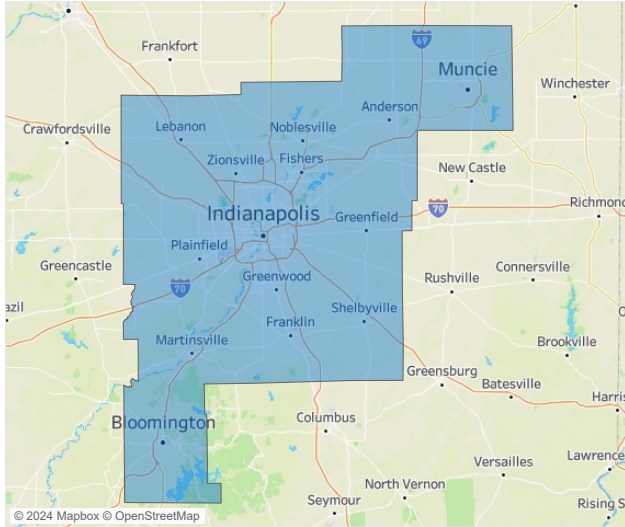 Frankfort
69
Muncie
Winchester
Anderson
Crawfordsville
Lebanon
Noblesville
Zionsville
Fishers
New Castle
Indianapolis
70
Richmond
Greenfield
Plainfield
Greencastle
Connersville
70
Greenwood
Rushville
azil
Shelbyville
Franklin
Martinsville
Brookville
Greensburg
Batesville
Harris
Bloomington
Columbus
Lawrence
Versailles
North Vernon
Seymour
Rising S
© 2024 Mapbox © OpenStreetMap